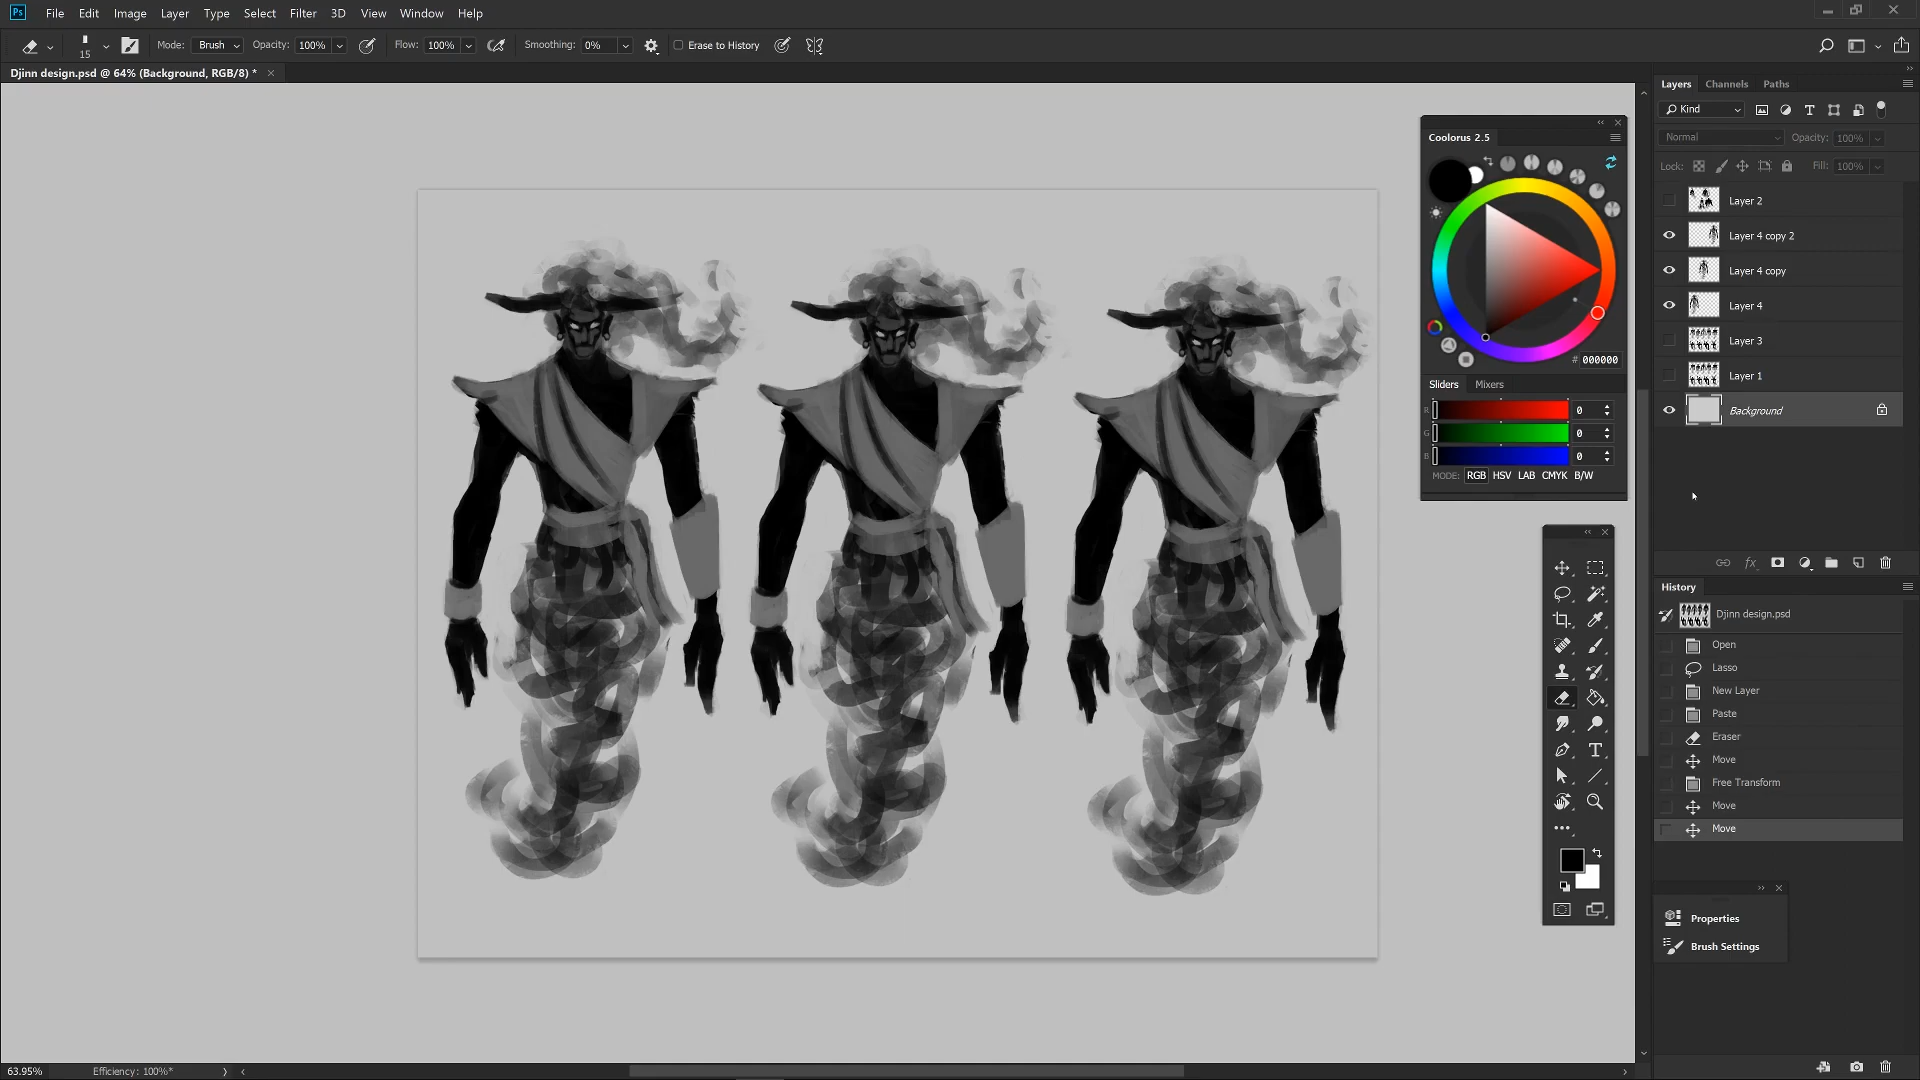 Ps File Edit Image Layer Type Select Filter 3D View Window Help
15 Mode: Brush Opacity: 100% Flow: 100% Smoothing: 0% Erase to History
Djinn design.psd @ 64% (Background, RGB/8) *
Layers Channels Paths
Kind
Normal Opacity: 100%
Lock: Fill: 100%
Layer 2
Layer 4 copy 2
Layer 4 copy
Layer 4
Layer 3
Layer 1
Background
Coolorus 2.5
# 000000
Sliders Mixers
R 0
G 0
B 0
MODE: RGB HSV LAB CMYK B/W
History
Djinn design.psd
Open
Lasso
New Layer
Paste
Eraser
Move
Free Transform
Move
Move
Properties
Brush Settings
63.95% Efficiency: 100%*